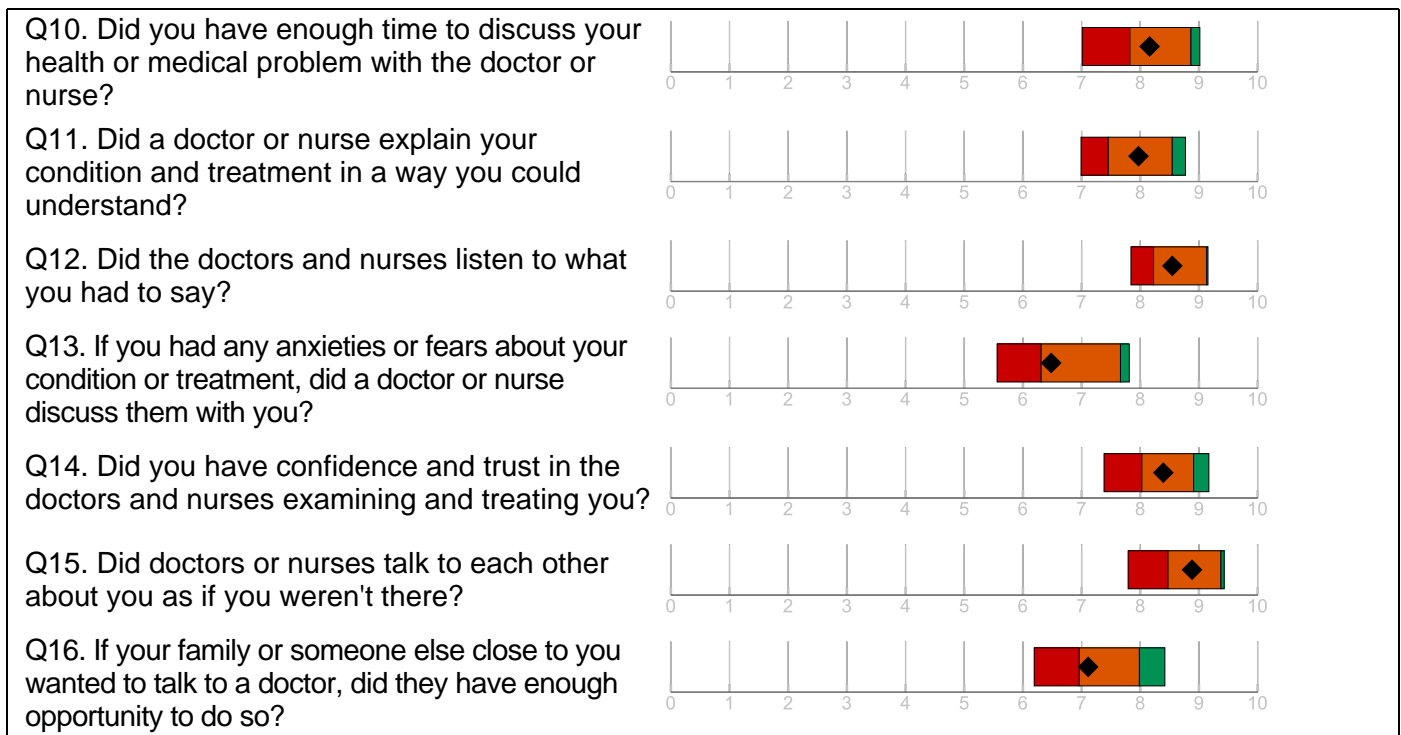 Q10. Did you have enough time to discuss your
health or medical problem with the doctor or
nurse?
0 1 2 3 4 5 6 7 8 9 10
Q11. Did a doctor or nurse explain your
condition and treatment in a way you could
understand?
0 1 2 3 4 5 6 7 8 9 10
Q12. Did the doctors and nurses listen to what
you had to say?
0 1 2 3 4 5 6 7 8 9 10
Q13. If you had any anxieties or fears about your
condition or treatment, did a doctor or nurse
discuss them with you?
0 1 2 3 4 5 6 7 8 9 10
Q14. Did you have confidence and trust in the
doctors and nurses examining and treating you?
0 1 2 3 4 5 6 7 8 9 10
Q15. Did doctors or nurses talk to each other
about you as if you weren't there?
0 1 2 3 4 5 6 7 8 9 10
Q16. If your family or someone else close to you
wanted to talk to a doctor, did they have enough
opportunity to do so?
0 1 2 3 4 5 6 7 8 9 10